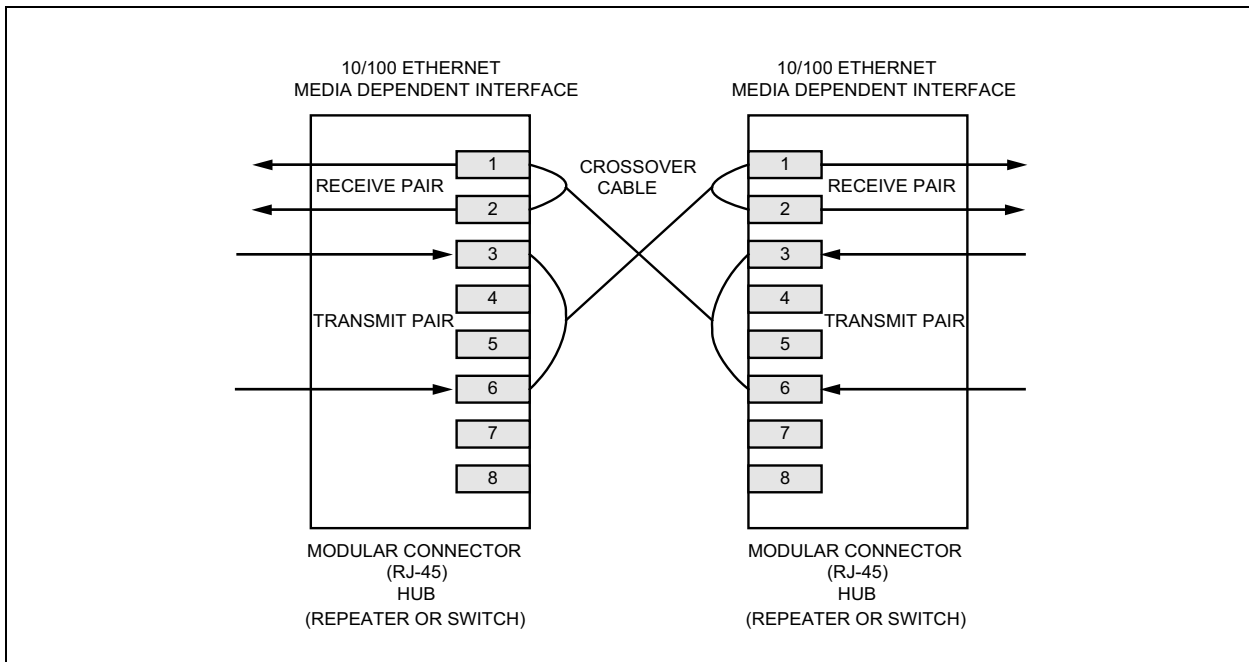 10/100 ETHERNET
MEDIA DEPENDENT INTERFACE
10/100 ETHERNET
MEDIA DEPENDENT INTERFACE
1
RECEIVE PAIR
2
3
4
TRANSMIT PAIR
5
6
7
8
CROSSOVER
CABLE
1
RECEIVE PAIR
2
3
4
TRANSMIT PAIR
5
6
7
8
MODULAR CONNECTOR
(RJ-45)
HUB
(REPEATER OR SWITCH)
MODULAR CONNECTOR
(RJ-45)
HUB
(REPEATER OR SWITCH)